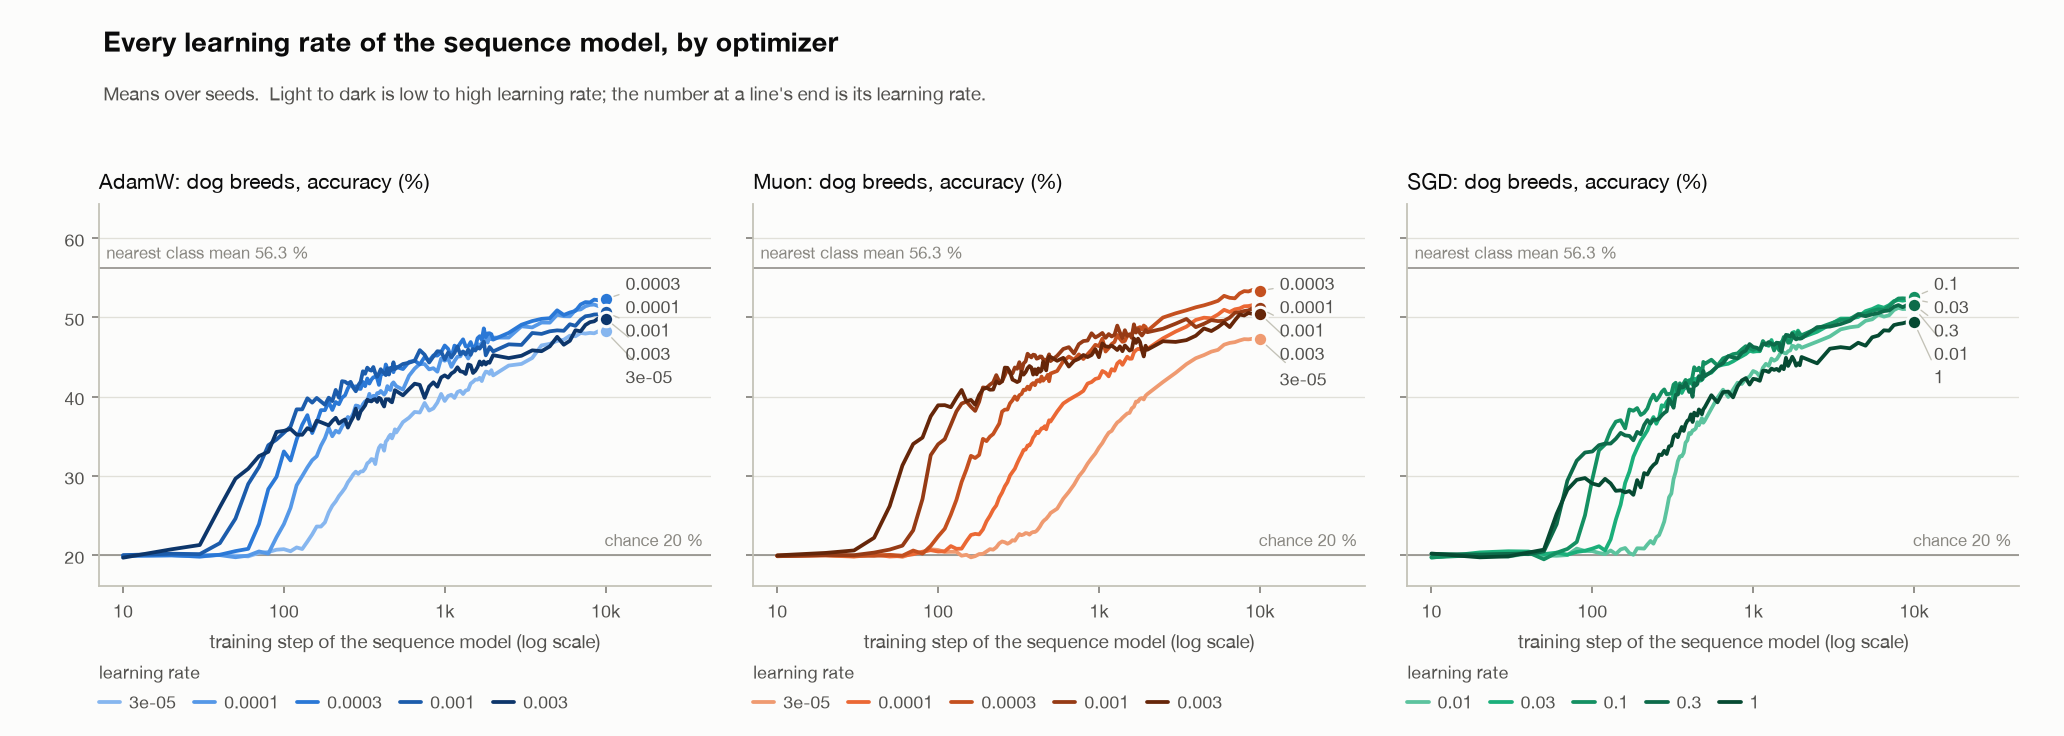 Every learning rate of the sequence model, by optimizer
Means over seeds.  Light to dark is low to high learning rate; the number at a line's end is its learning rate.
AdamW: dog breeds, accuracy (%)
60
50
40
30
20
nearest class mean 56.3 %
0.0003
0.0001
0.001
0.003
3e-05
chance 20 %
10
100
1k
10k
training step of the sequence model (log scale)
learning rate
3e-05
0.0001
0.0003
0.001
0.003
Muon: dog breeds, accuracy (%)
nearest class mean 56.3 %
0.0003
0.0001
0.001
0.003
3e-05
chance 20 %
10
100
1k
10k
training step of the sequence model (log scale)
learning rate
3e-05
0.0001
0.0003
0.001
0.003
SGD: dog breeds, accuracy (%)
nearest class mean 56.3 %
0.1
0.03
0.3
0.01
1
chance 20 %
10
100
1k
10k
training step of the sequence model (log scale)
learning rate
0.01
0.03
0.1
0.3
1